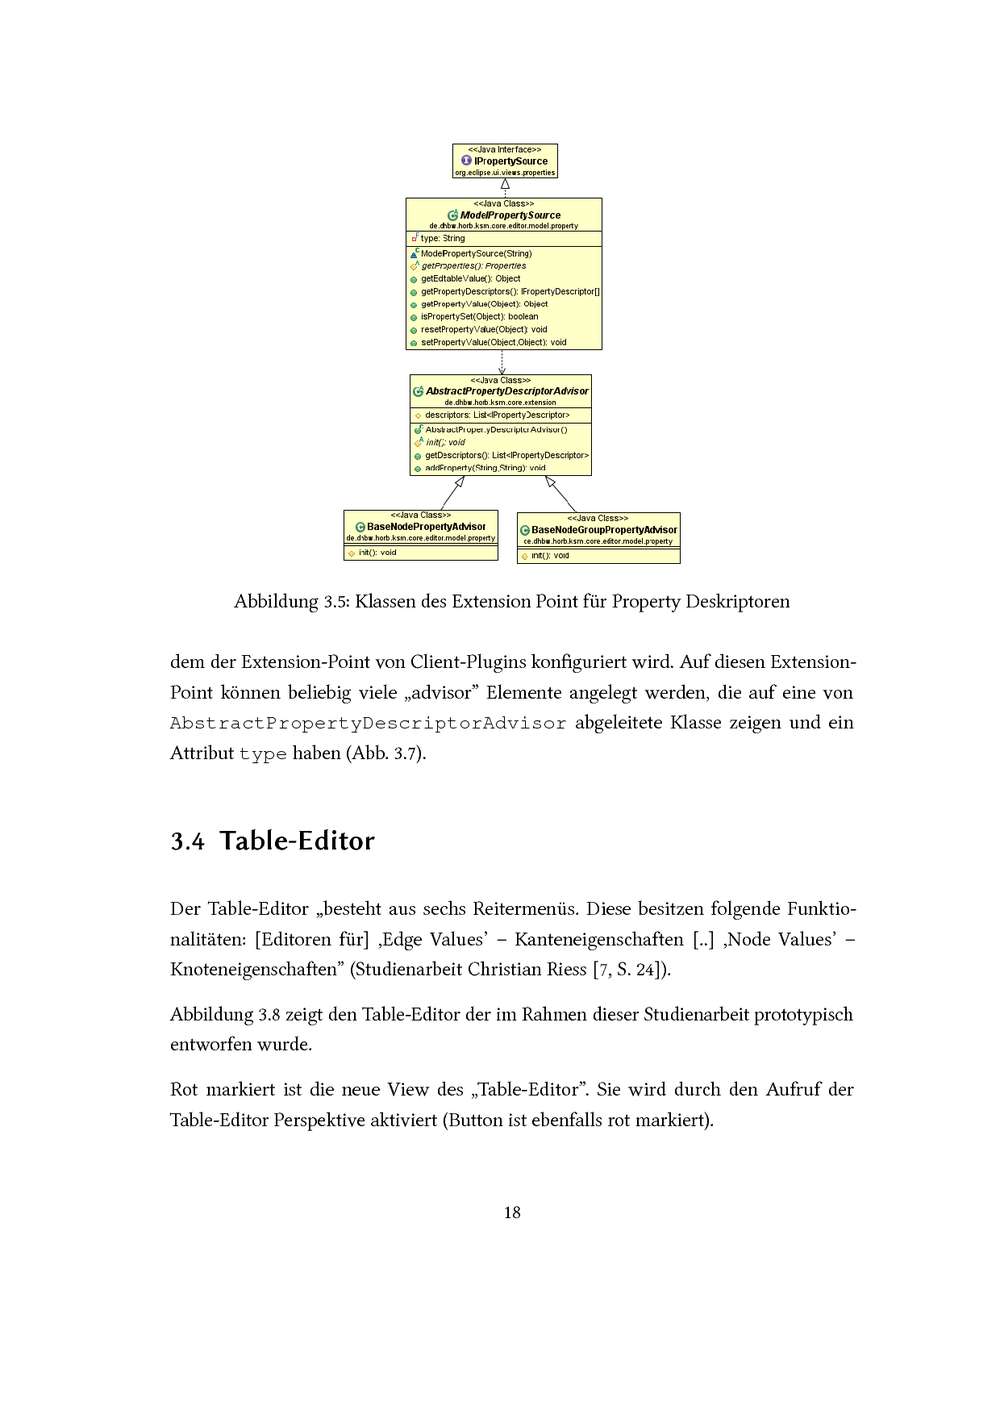 <<Java Interface>>
IPropertySource
org.eclipse.ui.views.properties
<<Java Class>>
ModelPropertySource
de.dhbw.horb.ksm.core.editor.model.property
type: String
ModelPropertySource(String)
getProperties(): Properties
getEditableValue(): Object
getPropertyDescriptors(): IPropertyDescriptor[]
getPropertyValue(Object): Object
isPropertySet(Object): boolean
resetPropertyValue(Object): void
setPropertyValue(Object,Object): void
<<Java Class>>
AbstractPropertyDescriptorAdvisor
de.dhbw.horb.ksm.core.extension
descriptors: List<IPropertyDescriptor>
AbstractPropertyDescriptorAdvisor()
init(): void
getDescriptors(): List<IPropertyDescriptor>
addProperty(String,String): void
<<Java Class>>
BaseNodePropertyAdvisor
de.dhbw.horb.ksm.core.editor.model.property
init(): void
<<Java Class>>
BaseNodeGroupPropertyAdvisor
de.dhbw.horb.ksm.core.editor.model.property
init(): void
Abbildung 3.5: Klassen des Extension Point für Property Deskriptoren
dem der Extension-Point von Client-Plugins konfiguriert wird. Auf diesen Extension-
Point können beliebig viele „advisor” Elemente angelegt werden, die auf eine von
AbstractPropertyDescriptorAdvisor abgeleitete Klasse zeigen und ein
Attribut type haben (Abb. 3.7).
3.4 Table-Editor
Der Table-Editor „besteht aus sechs Reitermenüs. Diese besitzen folgende Funktio-
nalitäten: [Editoren für] ‚Edge Values’ – Kanteneigenschaften [..] ‚Node Values’ –
Knoteneigenschaften” (Studienarbeit Christian Riess [7, S. 24]).
Abbildung 3.8 zeigt den Table-Editor der im Rahmen dieser Studienarbeit prototypisch
entworfen wurde.
Rot markiert ist die neue View des „Table-Editor”. Sie wird durch den Aufruf der
Table-Editor Perspektive aktiviert (Button ist ebenfalls rot markiert).
18